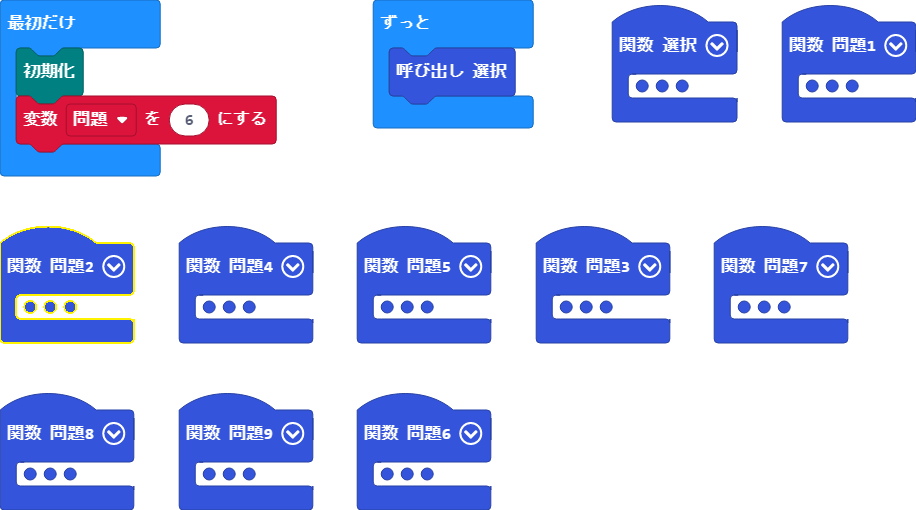 最初だけ
初期化
変数 問題 を 6 にする
ずっと
呼び出し 選択
関数 選択
関数 問題1
関数 問題2
関数 問題4
関数 問題5
関数 問題3
関数 問題7
関数 問題8
関数 問題9
関数 問題6